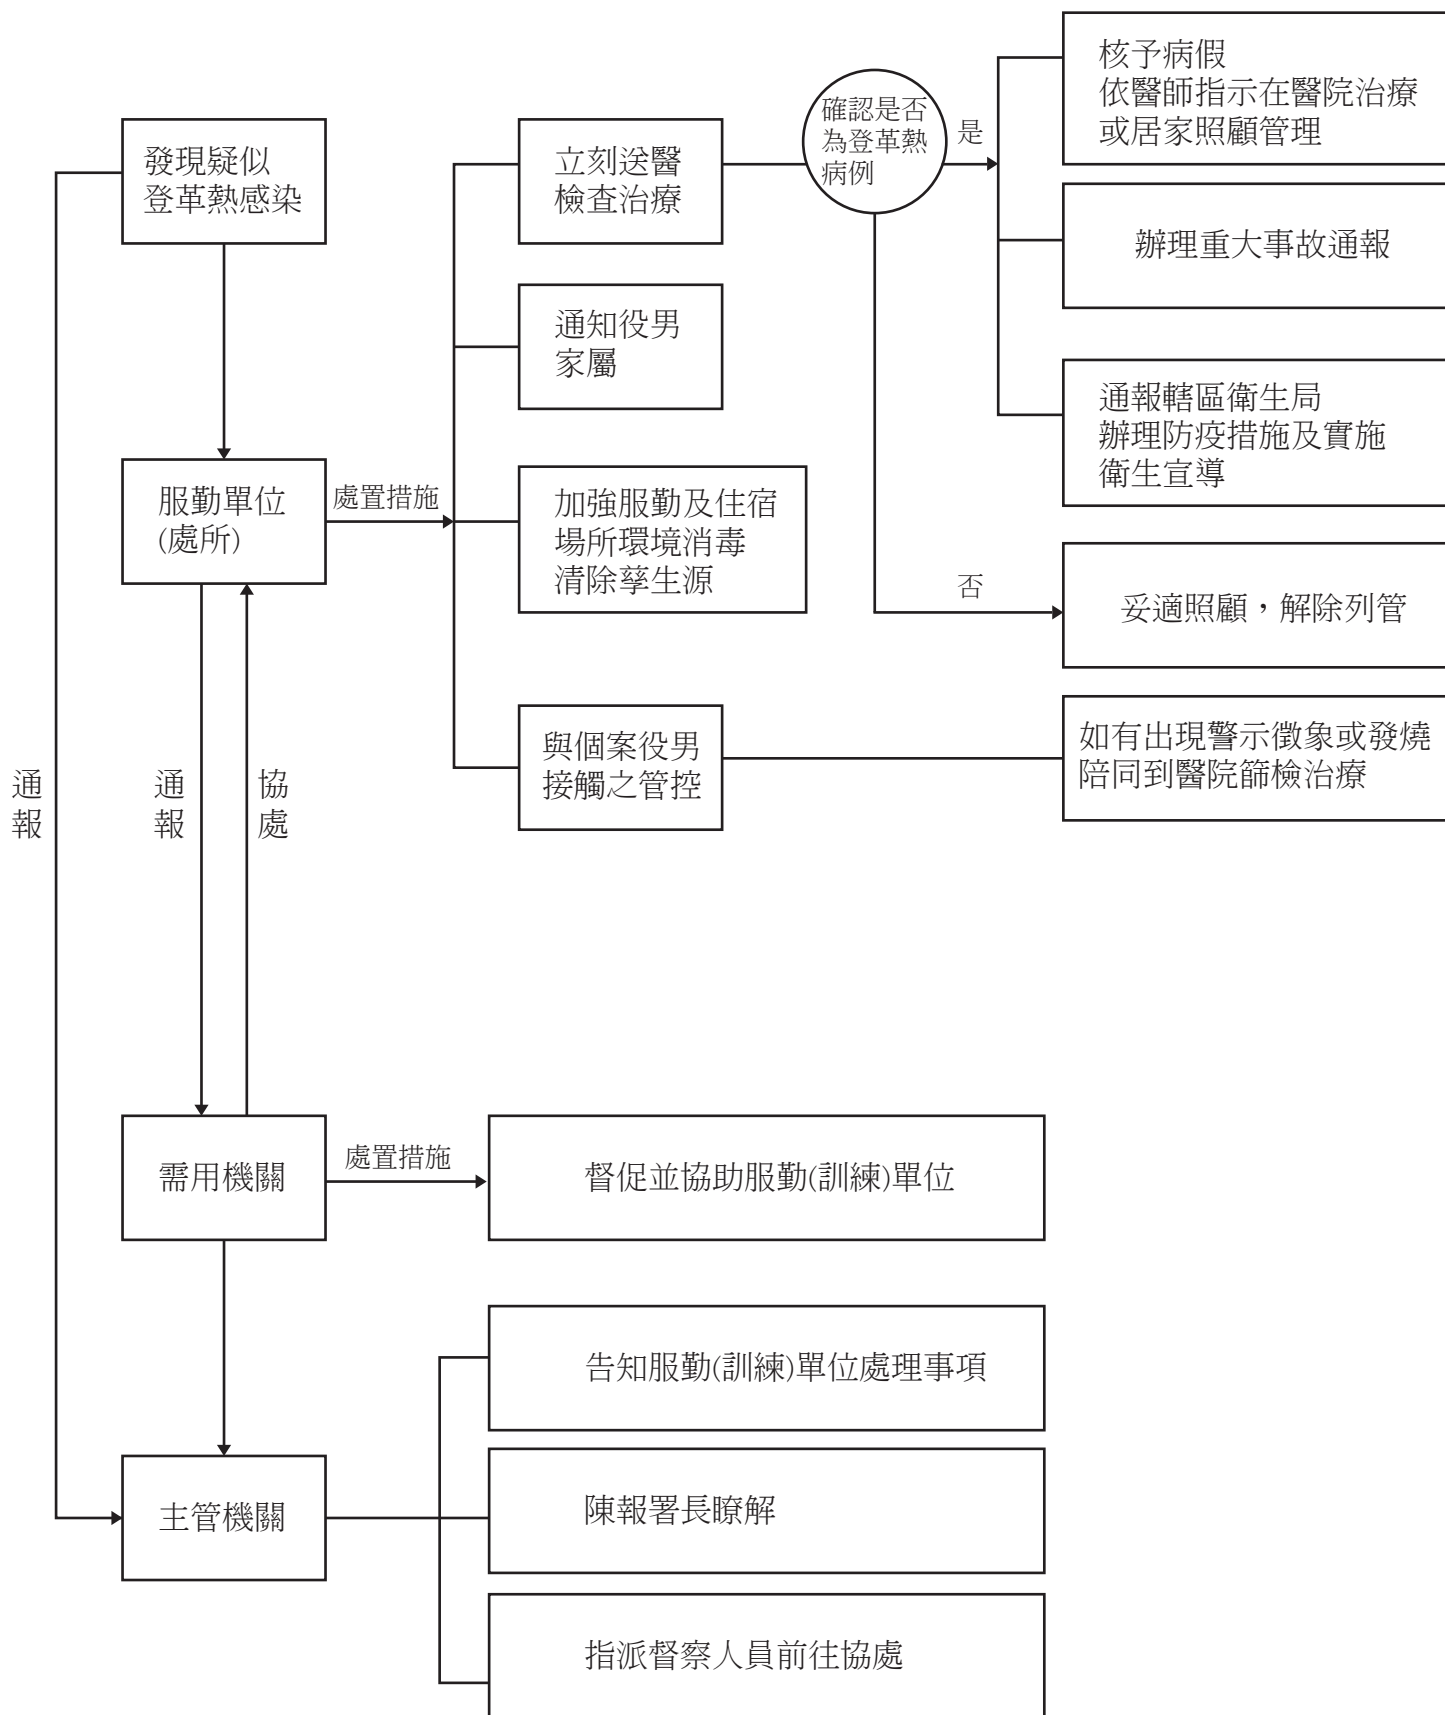 發現疑似
登革熱感染
服勤單位
(處所)
處置措施
立刻送醫
檢查治療
通知役男
家屬
加強服勤及住宿
場所環境消毒
清除孳生源
與個案役男
接觸之管控
確認是否
為登革熱
病例
是
核予病假
依醫師指示在醫院治療
或居家照顧管理
辦理重大事故通報
通報轄區衛生局
辦理防疫措施及實施
衛生宣導
否
妥適照顧，解除列管
如有出現警示徵象或發燒
陪同到醫院篩檢治療
通報
通報
協處
需用機關
處置措施
督促並協助服勤(訓練)單位
主管機關
告知服勤(訓練)單位處理事項
陳報署長瞭解
指派督察人員前往協處